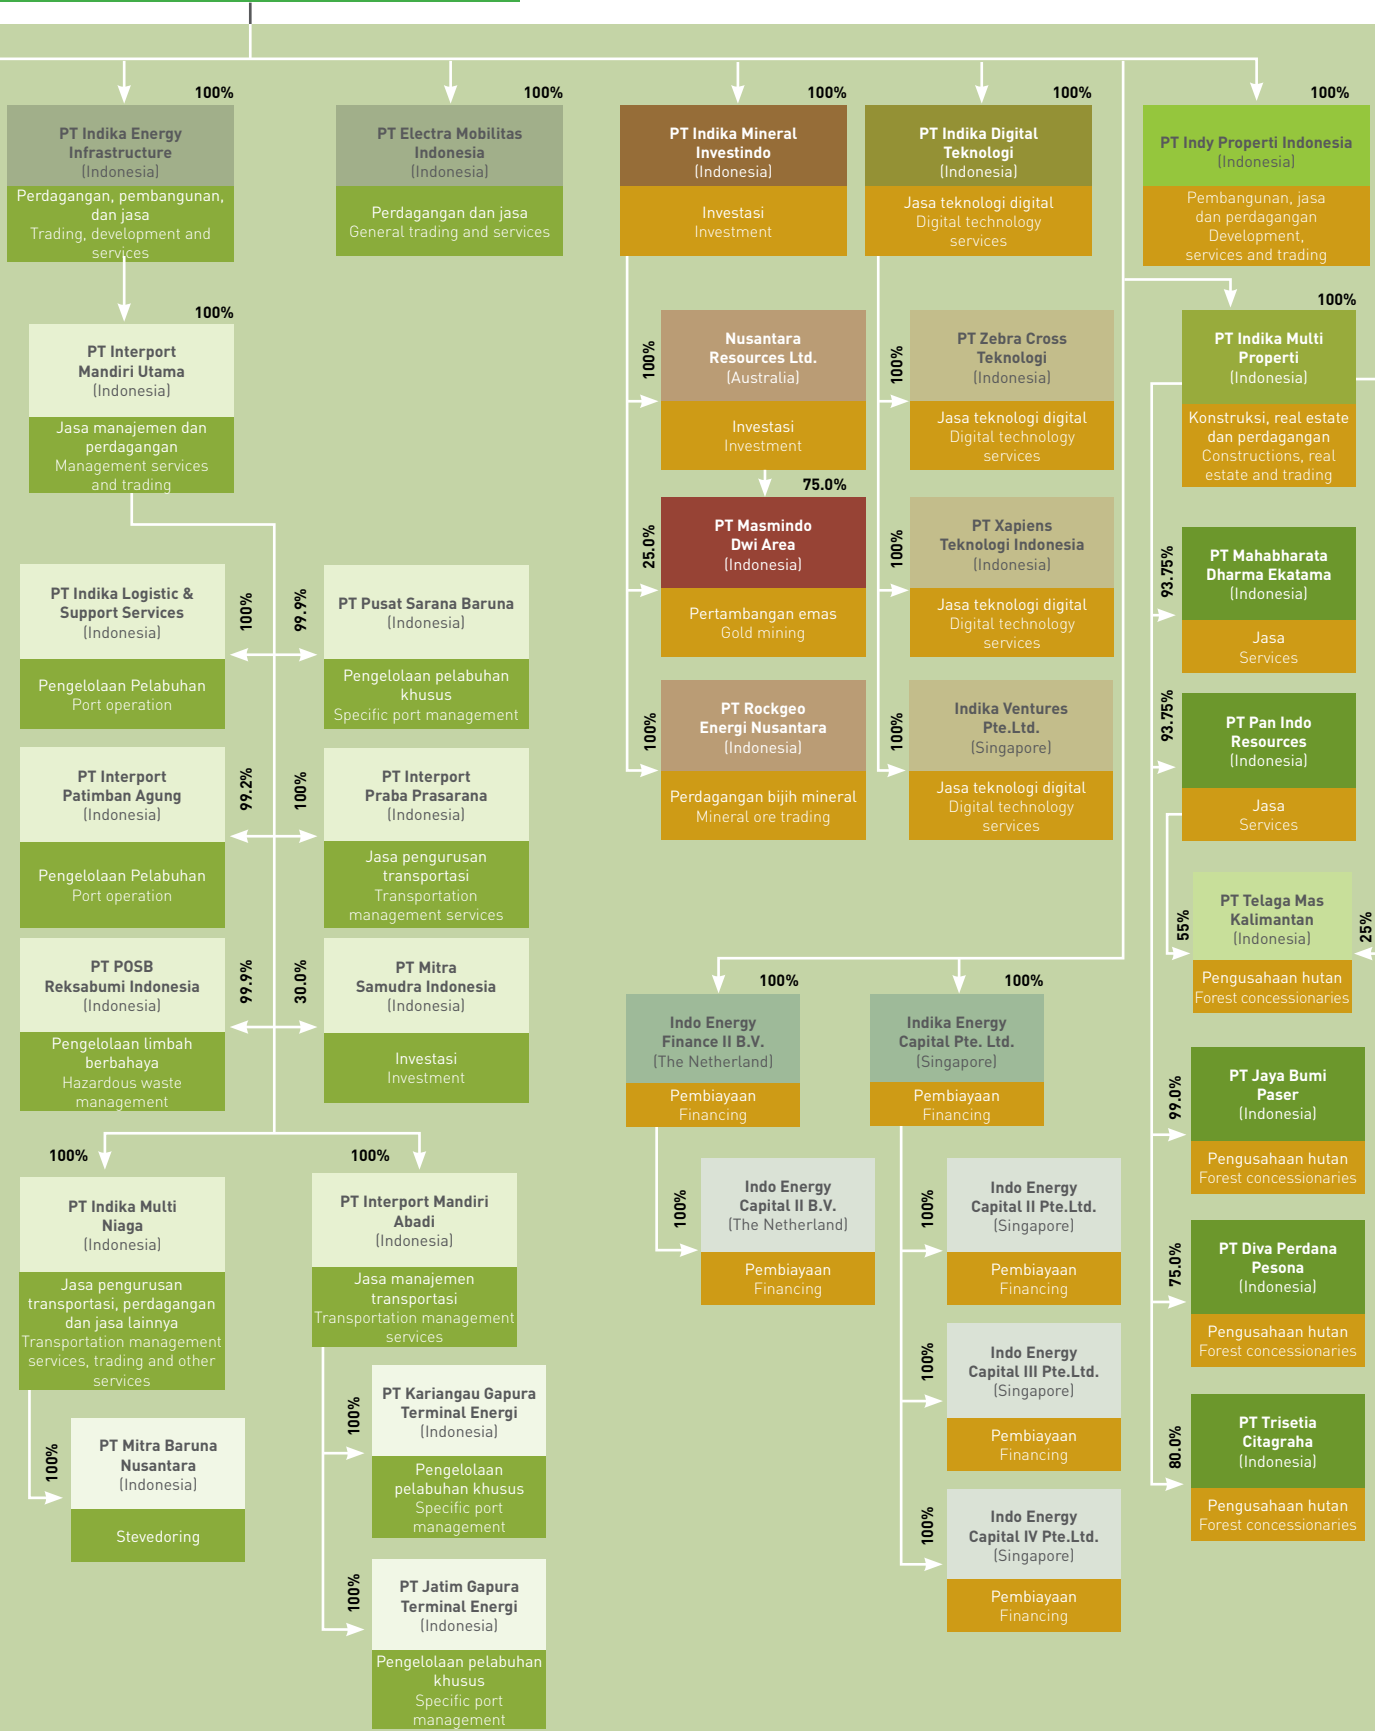 100%
PT Indika Energy
Infrastructure
(Indonesia)
Perdagangan, pembangunan,
dan jasa
Trading, development and
services
100%
PT Electra Mobilitas
Indonesia
(Indonesia)
Perdagangan dan jasa
General trading and services
100%
PT Indika Mineral
Investindo
(Indonesia)
Investasi
Investment
100%
PT Indika Digital
Teknologi
(Indonesia)
Jasa teknologi digital
Digital technology
services
100%
PT Indy Properti Indonesia
(Indonesia)
Pembangunan, jasa
dan perdagangan
Development,
services and trading
100%
PT Interport
Mandiri Utama
(Indonesia)
Jasa manajemen dan
perdagangan
Management services
and trading
100%
PT Indika Logistic &
Support Services
(Indonesia)
Pengelolaan Pelabuhan
Port operation
99.9%
PT Pusat Sarana Baruna
(Indonesia)
Pengelolaan pelabuhan
khusus
Specific port management
99.2%
PT Interport
Patimban Agung
(Indonesia)
Pengelolaan Pelabuhan
Port operation
100%
PT Interport
Praba Prasarana
(Indonesia)
Jasa pengurusan
transportasi
Transportation
management services
99.9%
PT POSB
Reksabumi Indonesia
(Indonesia)
Pengelolaan limbah
berbahaya
Hazardous waste
management
30.0%
PT Mitra
Samudra Indonesia
(Indonesia)
Investasi
Investment
100%
PT Indika Multi
Niaga
(Indonesia)
Jasa pengurusan
transportasi, perdagangan
dan jasa lainnya
Transportation management
services, trading and other
services
100%
PT Mitra Baruna
Nusantara
(Indonesia)
Stevedoring
100%
PT Interport Mandiri
Abadi
(Indonesia)
Jasa manajemen
transportasi
Transportation management
services
100%
PT Kariangau Gapura
Terminal Energi
(Indonesia)
Pengelolaan
pelabuhan khusus
Specific port
management
100%
PT Jatim Gapura
Terminal Energi
(Indonesia)
Pengelolaan pelabuhan
khusus
Specific port
management
100%
Nusantara
Resources Ltd.
(Australia)
Investasi
Investment
75.0%
25.0%
PT Masmindo
Dwi Area
(Indonesia)
Pertambangan emas
Gold mining
100%
PT Rockgeo
Energi Nusantara
(Indonesia)
Perdagangan bijih mineral
Mineral ore trading
100%
PT Zebra Cross
Teknologi
(Indonesia)
Jasa teknologi digital
Digital technology
services
100%
PT Xapiens
Teknologi Indonesia
(Indonesia)
Jasa teknologi digital
Digital technology
services
100%
Indika Ventures
Pte.Ltd.
(Singapore)
Jasa teknologi digital
Digital technology
services
100%
Indo Energy
Finance II B.V.
(The Netherland)
Pembiayaan
Financing
100%
Indo Energy
Capital II B.V.
(The Netherland)
Pembiayaan
Financing
100%
Indika Energy
Capital Pte. Ltd.
(Singapore)
Pembiayaan
Financing
100%
Indo Energy
Capital II Pte.Ltd.
(Singapore)
Pembiayaan
Financing
100%
Indo Energy
Capital III Pte.Ltd.
(Singapore)
Pembiayaan
Financing
100%
Indo Energy
Capital IV Pte.Ltd.
(Singapore)
Pembiayaan
Financing
100%
PT Indika Multi
Properti
(Indonesia)
Konstruksi, real estate
dan perdagangan
Constructions, real
estate and trading
93.75%
PT Mahabharata
Dharma Ekatama
(Indonesia)
Jasa
Services
93.75%
PT Pan Indo
Resources
(Indonesia)
Jasa
Services
55%
25%
PT Telaga Mas
Kalimantan
(Indonesia)
Pengusahaan hutan
Forest concessionaries
99.0%
PT Jaya Bumi
Paser
(Indonesia)
Pengusahaan hutan
Forest concessionaries
75.0%
PT Diva Perdana
Pesona
(Indonesia)
Pengusahaan hutan
Forest concessionaries
80.0%
PT Trisetia
Citagraha
(Indonesia)
Pengusahaan hutan
Forest concessionaries